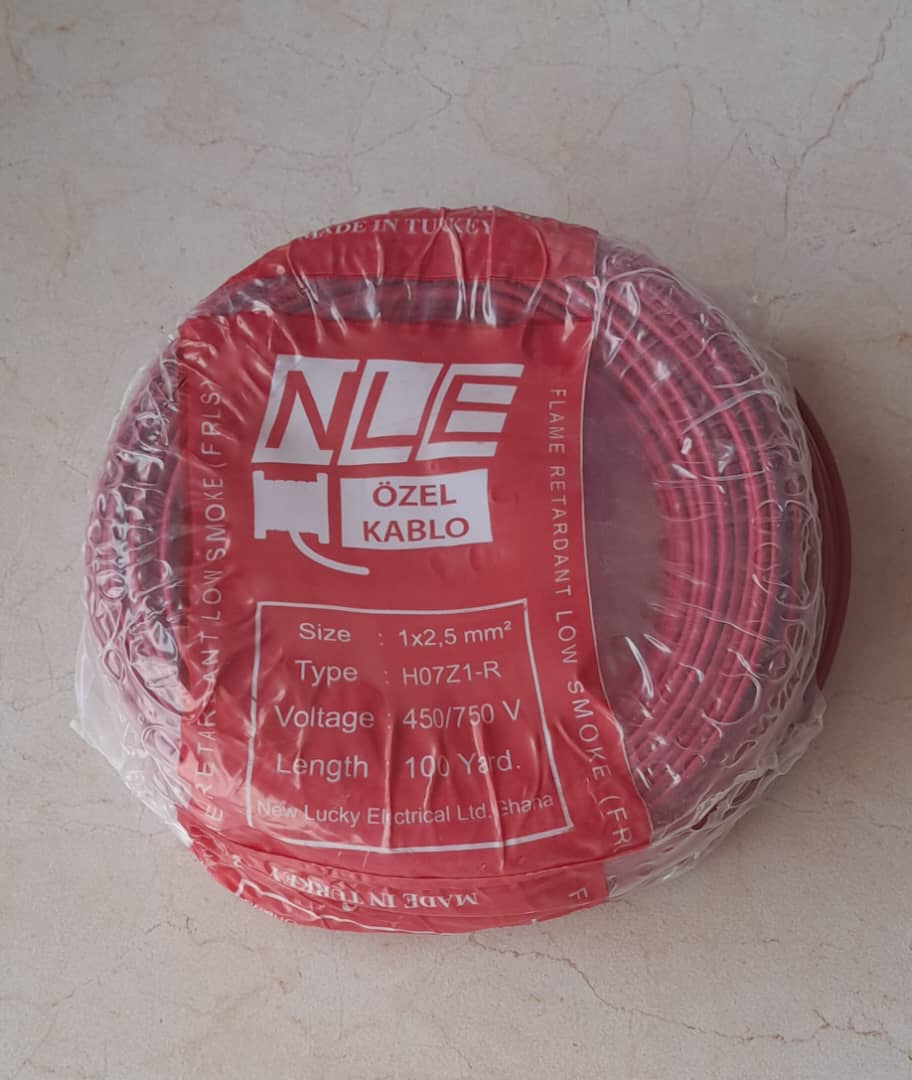 MADE IN TURKEY
NLE
ÖZEL
KABLO
Size : 1x2,5 mm²
Type : H07Z1-R
Voltage : 450/750 V
Length : 100 Yard.
New Lucky Electrical Ltd. Ghana
RETARDANT LOW SMOKE (FRLS)
FLAME RETARDANT LOW SMOKE (FR
MADE IN TURKEY